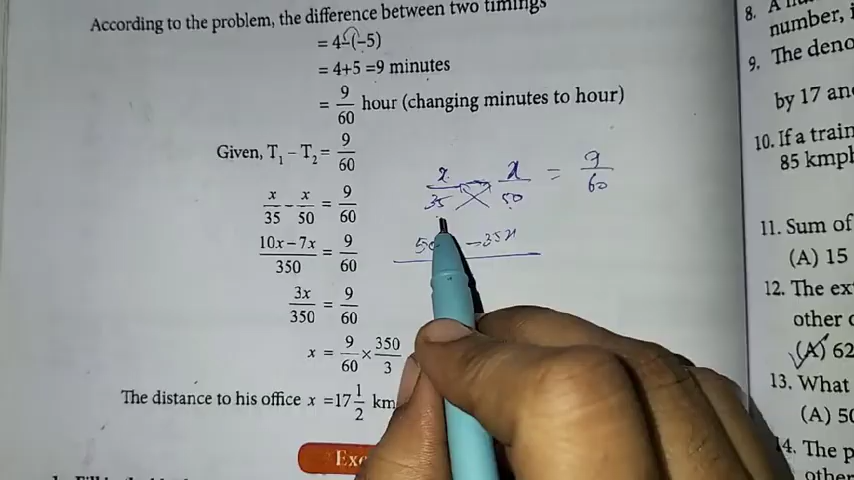 According to the problem, the difference between two timings
= 4-(-5)
= 4+5 =9 minutes
= 9/60 hour (changing minutes to hour)
Given, T₁ – T₂ = 9/60
x/35 - x/50 = 9/60
10x – 7x/350 = 9/60
3x/350 = 9/60
x = 9/60 × 350/3
The distance to his office x =17 1/2 km
x/35 - x/50 = 9/60
-35x
8.
number,
9. The deno
by 17 an
10. If a train
85 kmp
11. Sum of
(A) 15
12. The ex
other
(A) 62
13. What
(A) 50
14. The p
other